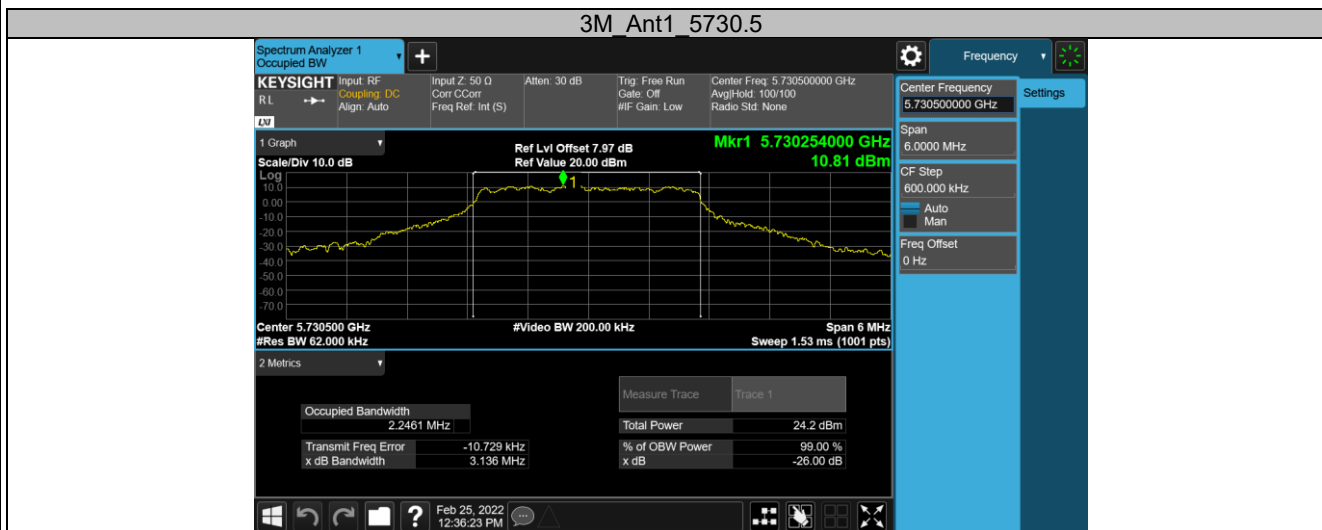 3M_Ant1_5730.5
Spectrum Analyzer 1
Occupied BW
+
Frequency
KEYSIGHT
R L
LXI
Input: RF
Coupling: DC
Align: Auto
Input Z: 50 Ω
Corr CCorr
Freq Ref: Int (S)
Atten: 30 dB
Trig: Free Run
Gate: Off
#IF Gain: Low
Center Freq: 5.730500000 GHz
Avg|Hold: 100/100
Radio Std: None
Center Frequency
5.730500000 GHz
Settings
Span
6.0000 MHz
CF Step
600.000 kHz
Auto
Man
Freq Offset
0 Hz
1 Graph
Scale/Div 10.0 dB
Ref Lvl Offset 7.97 dB
Ref Value 20.00 dBm
Mkr1 5.730254000 GHz
10.81 dBm
Log
1
10.0
0.00
-10.0
-20.0
-30.0
-40.0
-50.0
-60.0
-70.0
Center 5.730500 GHz
#Res BW 62.000 kHz
#Video BW 200.00 kHz
Span 6 MHz
Sweep 1.53 ms (1001 pts)
2 Metrics
Measure Trace Trace 1
Occupied Bandwidth
2.2461 MHz
Total Power 24.2 dBm
Transmit Freq Error -10.729 kHz
% of OBW Power 99.00 %
x dB Bandwidth 3.136 MHz
x dB -26.00 dB
?
Feb 25, 2022
12:36:23 PM